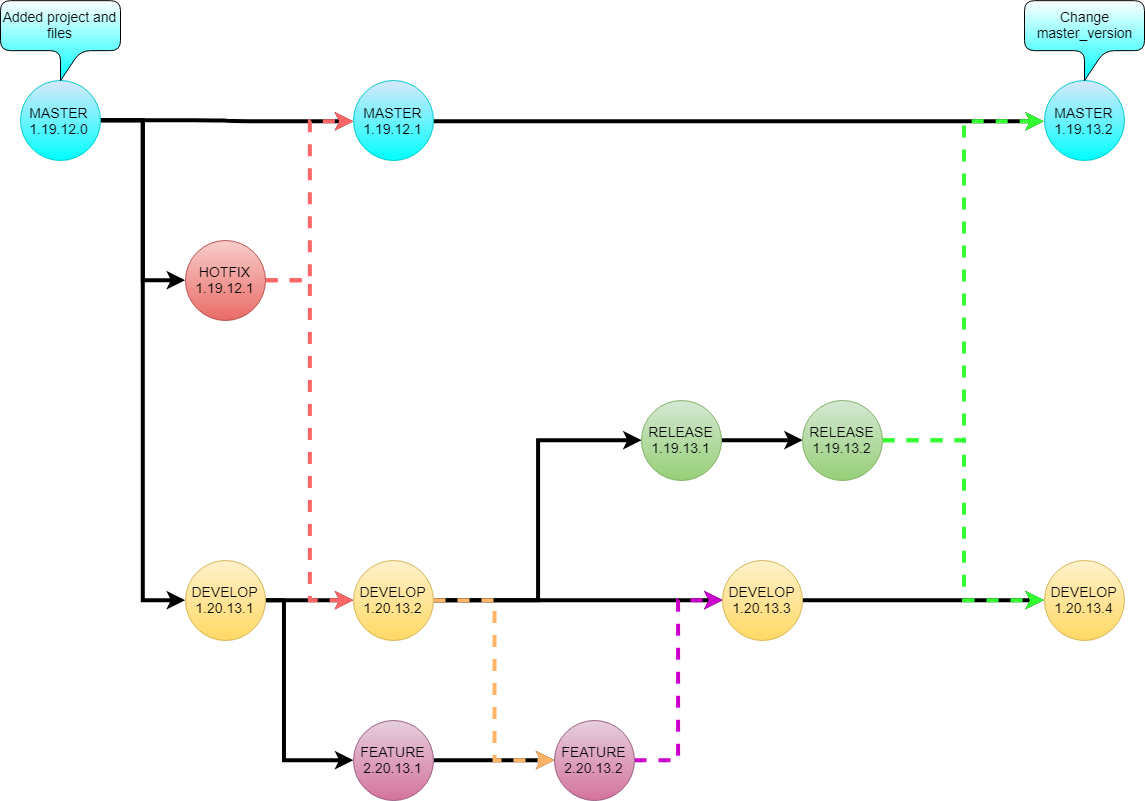 Added project and
files
Change
master_version
MASTER
1.19.12.0
MASTER
1.19.12.1
MASTER
1.19.13.2
HOTFIX
1.19.12.1
RELEASE
1.19.13.1
RELEASE
1.19.13.2
DEVELOP
1.20.13.1
DEVELOP
1.20.13.2
DEVELOP
1.20.13.3
DEVELOP
1.20.13.4
FEATURE
2.20.13.1
FEATURE
2.20.13.2